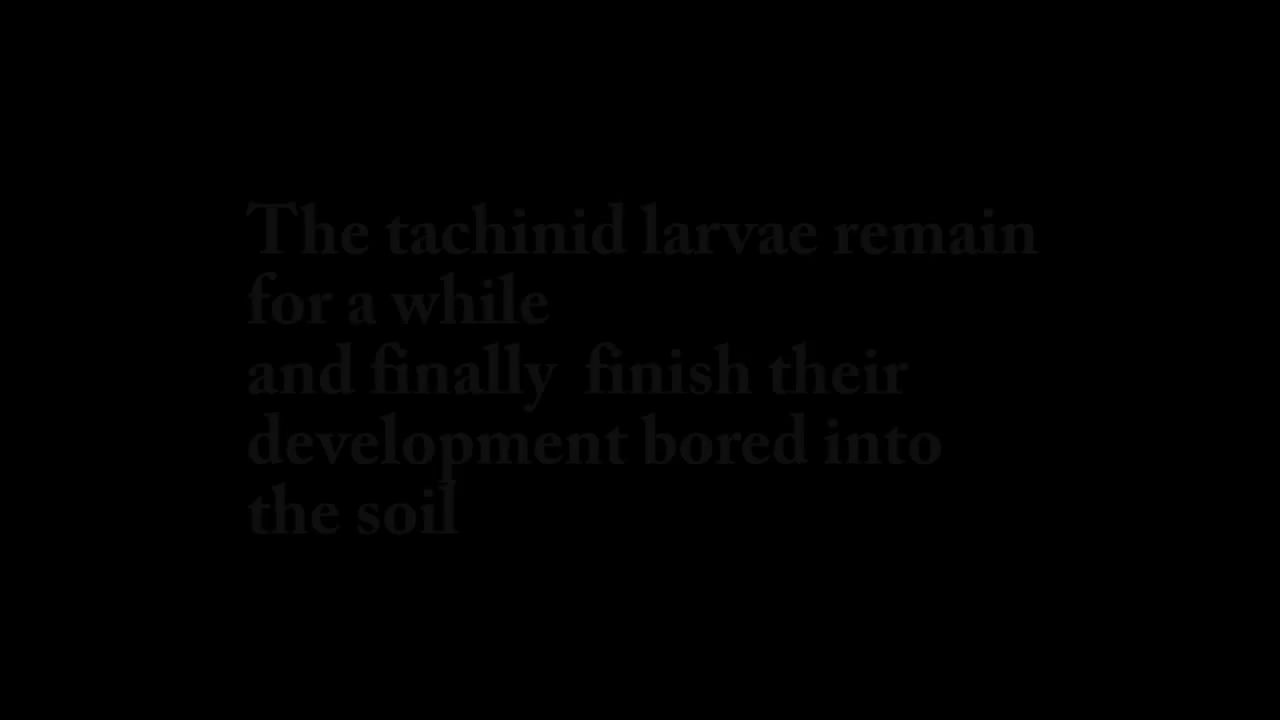 The tachinid larvae remain
for a while
and finally  finish their
development bored into
the soil